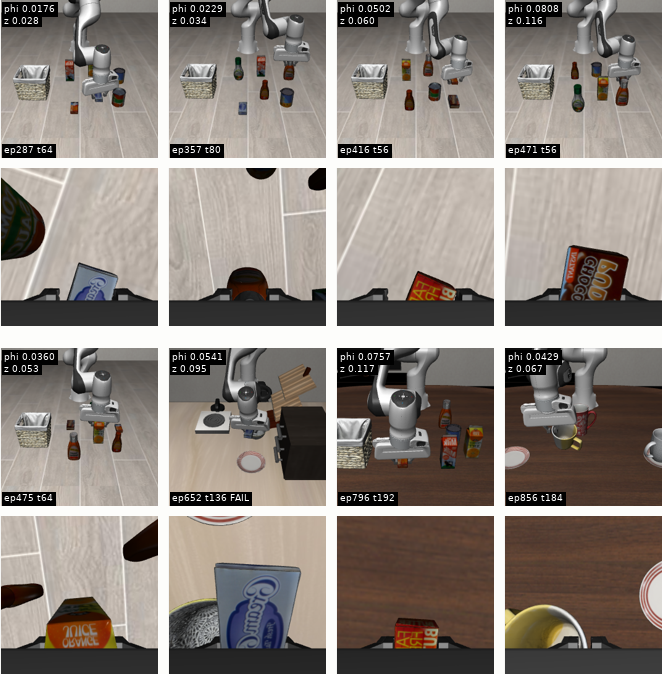 phi 0.0176
z 0.028
phi 0.0229
z 0.034
phi 0.0502
z 0.060
phi 0.0808
z 0.116
ep287 t64
ep357 t80
ep416 t56
ep471 t56
phi 0.0360
z 0.053
phi 0.0541
z 0.095
phi 0.0757
z 0.117
phi 0.0429
z 0.067
ep475 t64
ep652 t136 FAIL
ep796 t192
ep856 t184
JUICE
ORANGE